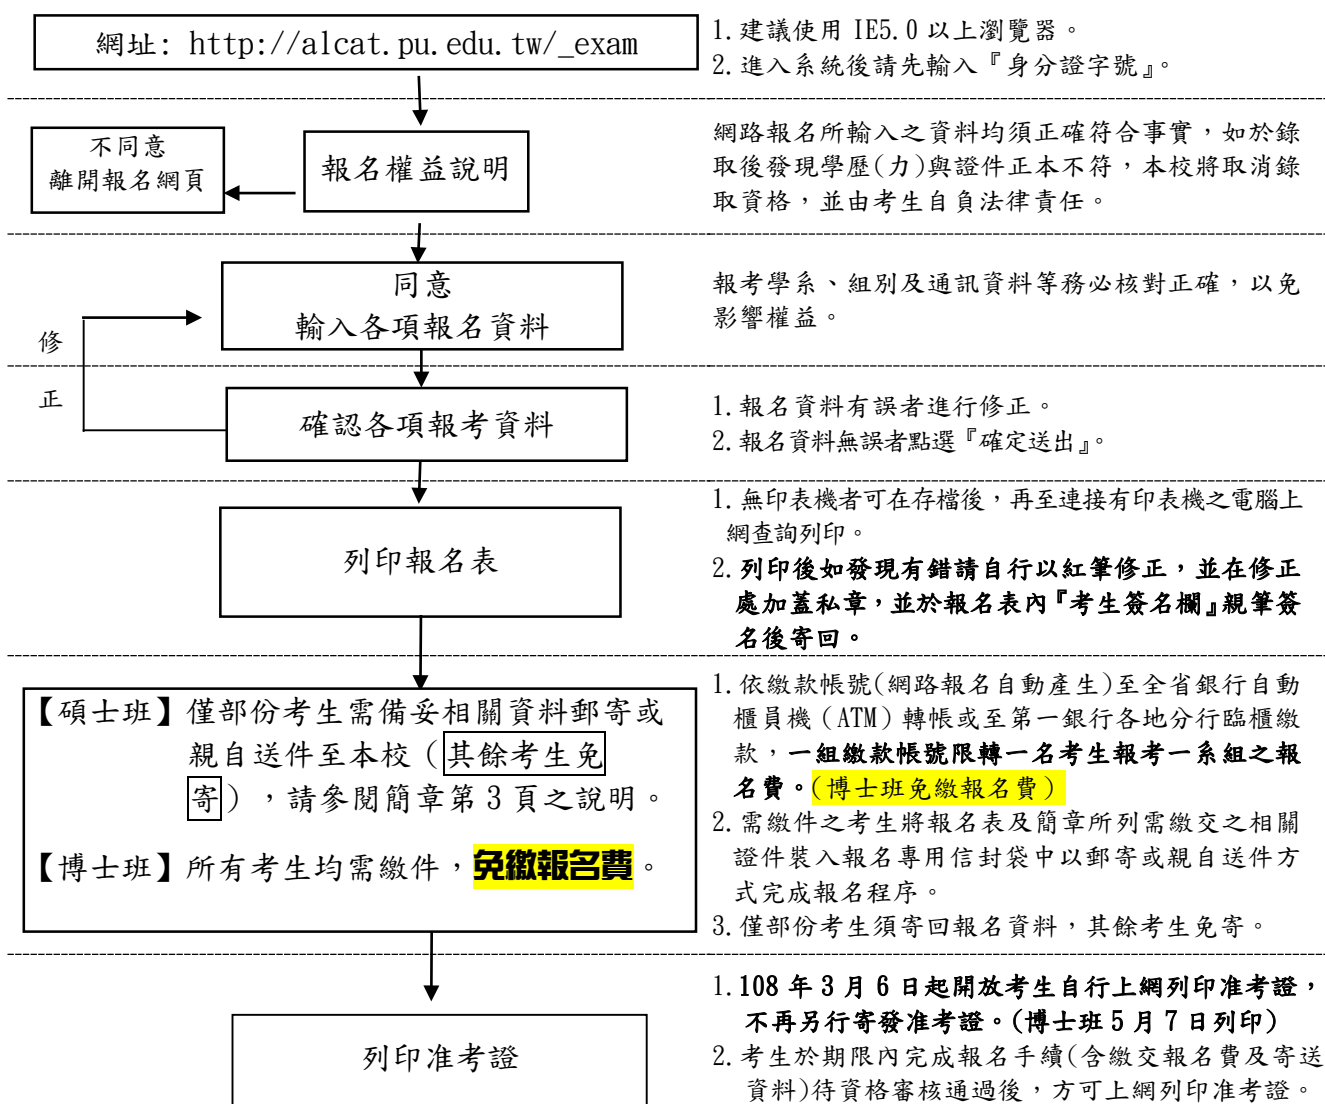 網址: http://alcat.pu.edu.tw/_exam
1.建議使用 IE5.0 以上瀏覽器。
2.進入系統後請先輸入『身分證字號』。
不同意
離開報名網頁
報名權益說明
網路報名所輸入之資料均須正確符合事實，如於錄
取後發現學歷(力)與證件正本不符，本校將取消錄
取資格，並由考生自負法律責任。
同意
輸入各項報名資料
報考學系、組別及通訊資料等務必核對正確，以免
影響權益。
修
正
確認各項報考資料
1.報名資料有誤者進行修正。
2.報名資料無誤者點選『確定送出』。
列印報名表
1.無印表機者可在存檔後，再至連接有印表機之電腦上
網查詢列印。
2.列印後如發現有錯請自行以紅筆修正，並在修正
處加蓋私章，並於報名表內『考生簽名欄』親筆簽
名後寄回。
【碩士班】僅部份考生需備妥相關資料郵寄或
親自送件至本校（其餘考生免
寄），請參閱簡章第 3 頁之說明。
【博士班】所有考生均需繳件，免繳報名費。
1.依繳款帳號(網路報名自動產生)至全省銀行自動
櫃員機（ATM）轉帳或至第一銀行各地分行臨櫃繳
款，一組繳款帳號限轉一名考生報考一系組之報
名費。(博士班免繳報名費)
2.需繳件之考生將報名表及簡章所列需繳交之相關
證件裝入報名專用信封袋中以郵寄或親自送件方
式完成報名程序。
3.僅部份考生須寄回報名資料，其餘考生免寄。
列印准考證
1.108 年 3 月 6 日起開放考生自行上網列印准考證，
不再另行寄發准考證。(博士班 5 月 7 日列印)
2.考生於期限內完成報名手續(含繳交報名費及寄送
資料)待資格審核通過後，方可上網列印准考證。